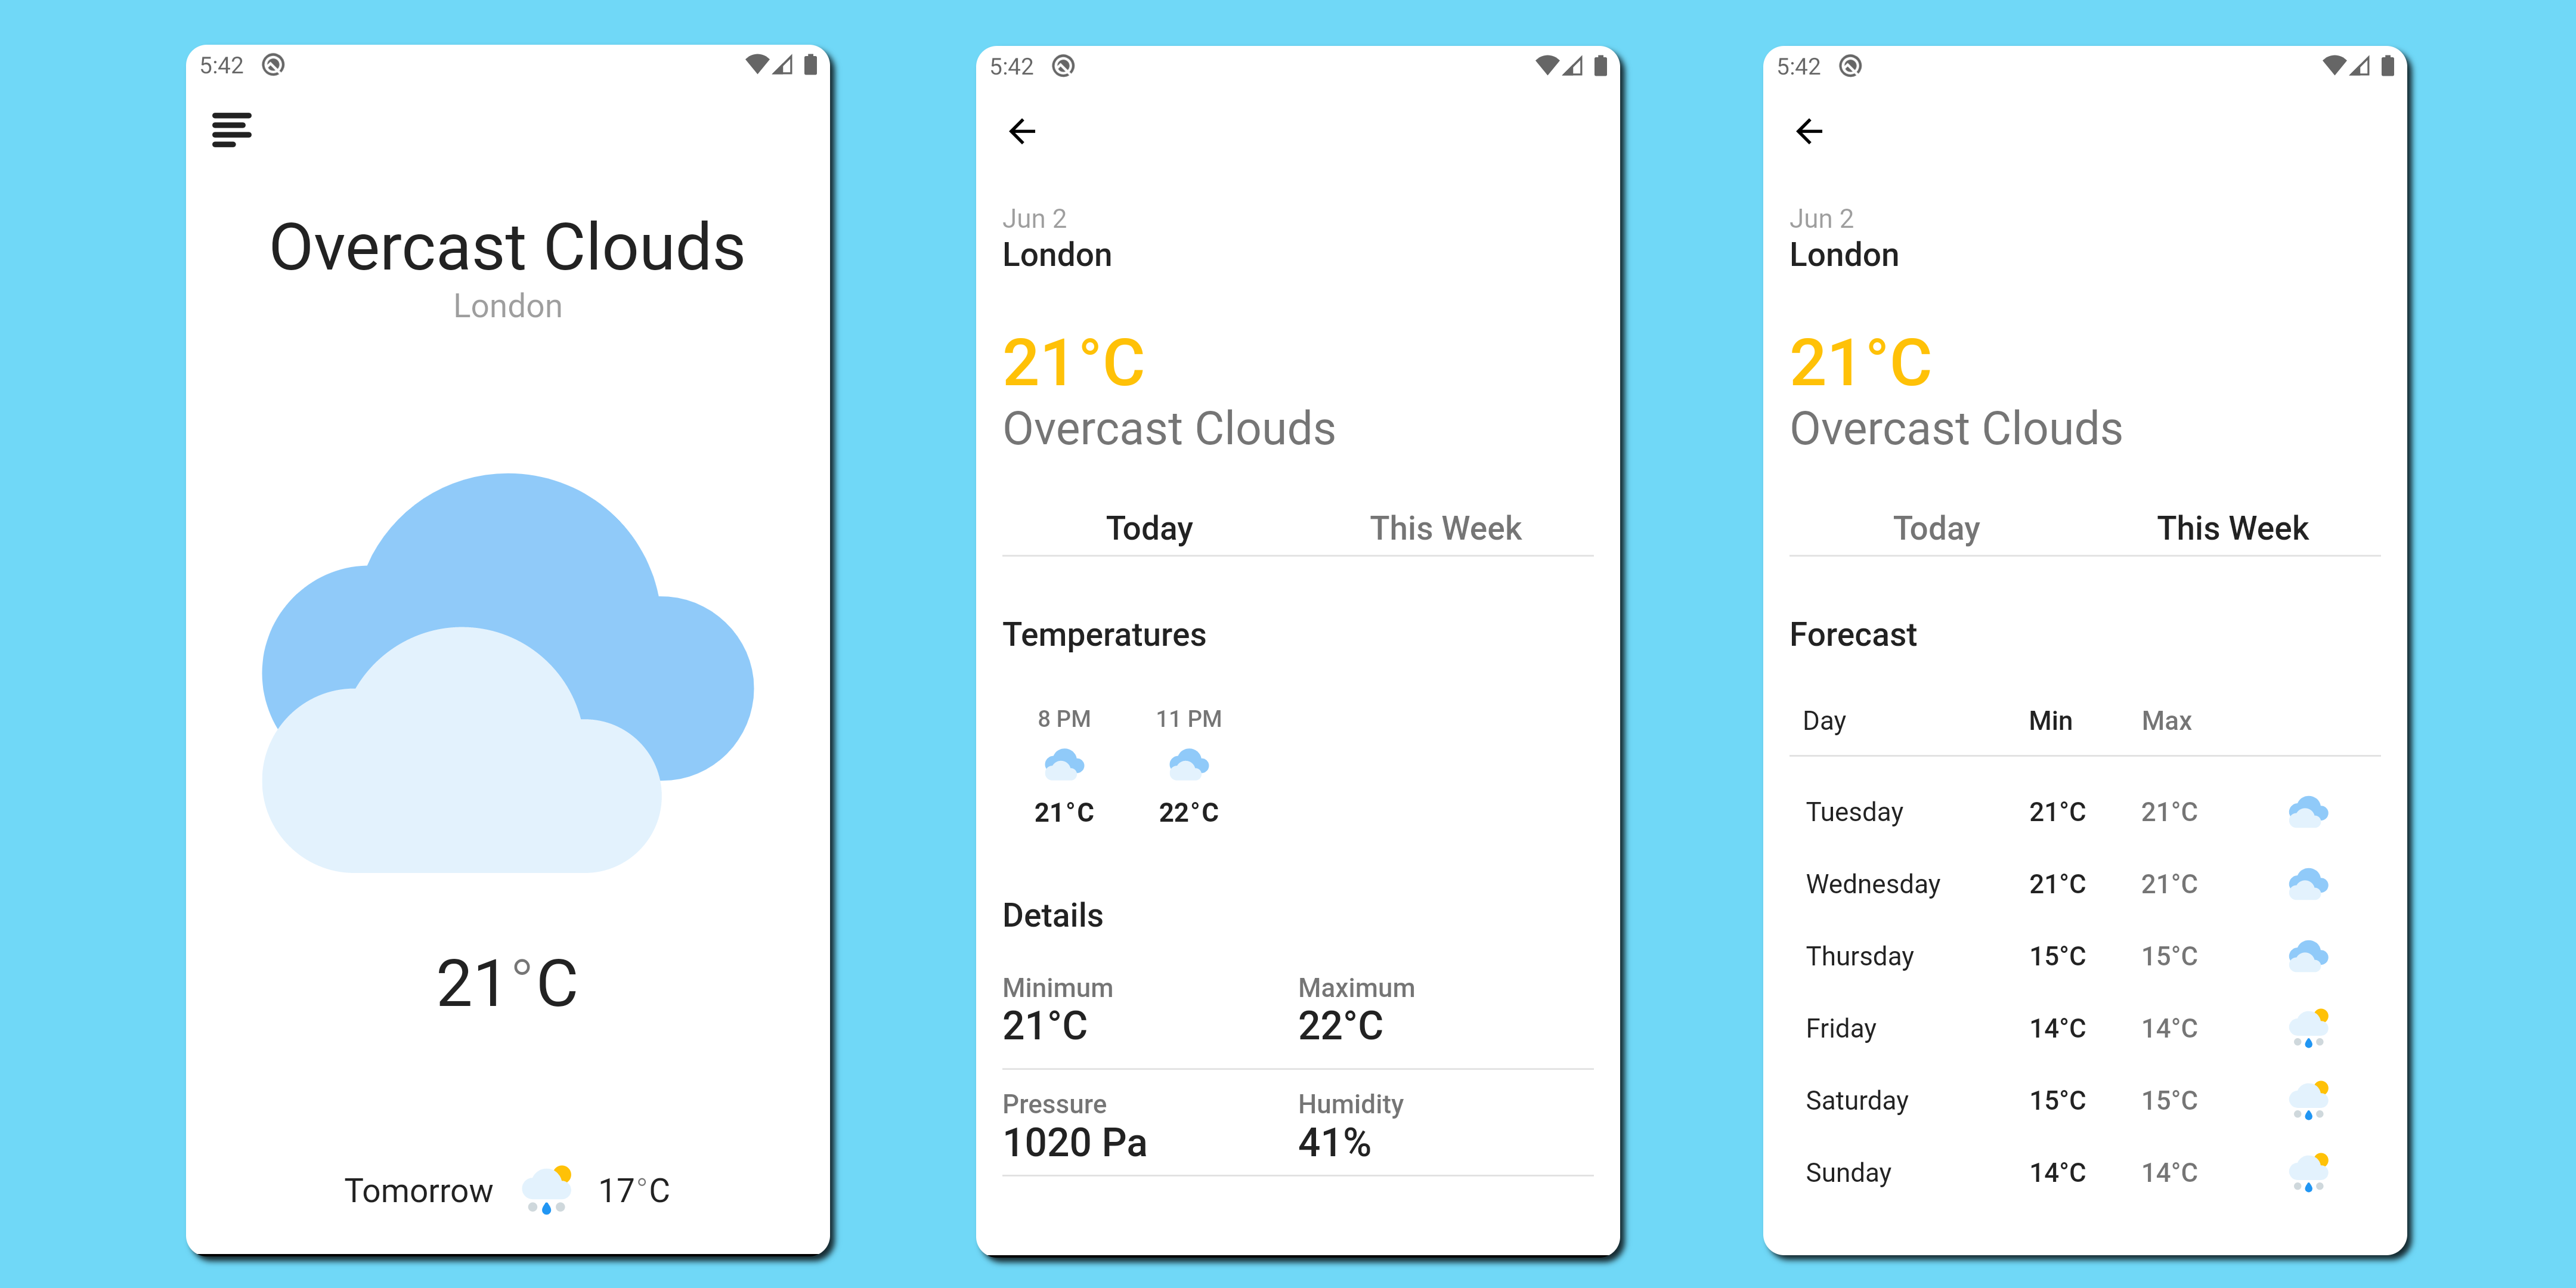 5:42
Overcast Clouds
London
21°C
Tomorrow 17°C
5:42
Jun 2
London
21°C
Overcast Clouds
Today This Week
Temperatures
8 PM 11 PM
21°C 22°C
Details
Minimum Maximum
21°C 22°C
Pressure Humidity
1020 Pa 41%
5:42
Jun 2
London
21°C
Overcast Clouds
Today This Week
Forecast
Day Min Max
Tuesday 21°C 21°C
Wednesday 21°C 21°C
Thursday 15°C 15°C
Friday 14°C 14°C
Saturday 15°C 15°C
Sunday 14°C 14°C